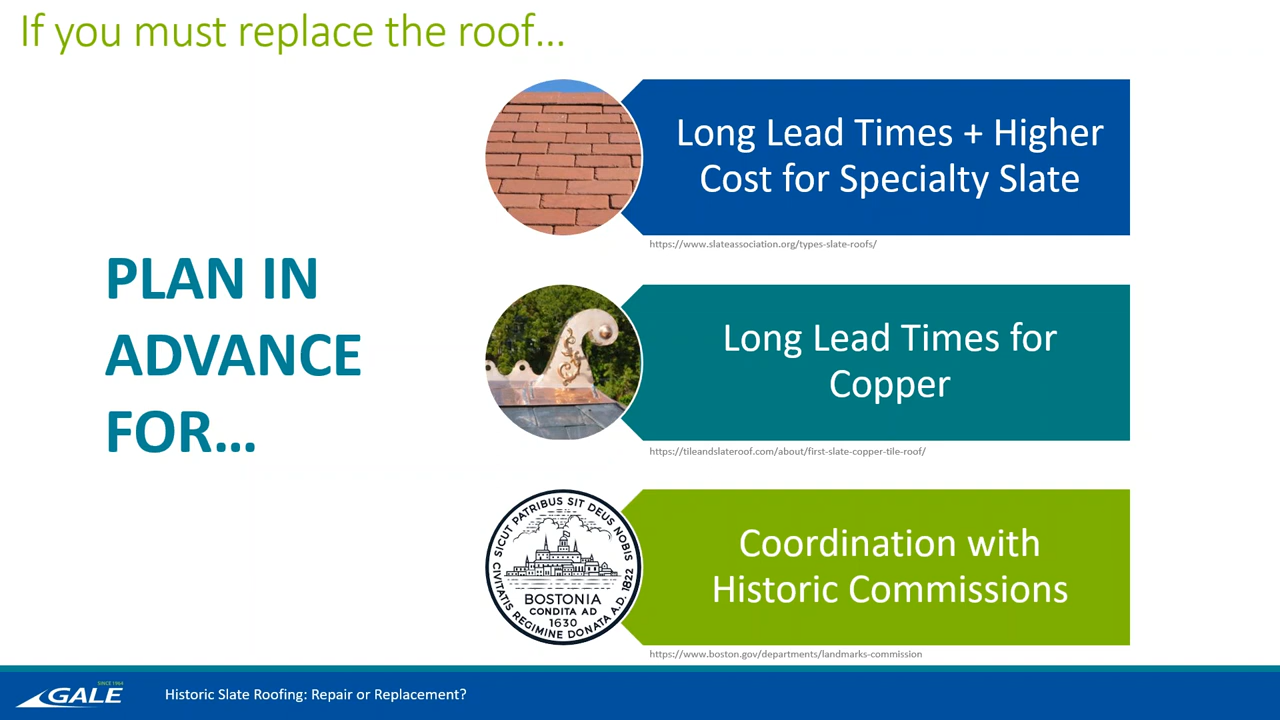 If you must replace the roof...
PLAN IN
ADVANCE
FOR...
Long Lead Times + Higher
Cost for Specialty Slate
https://www.slateassociation.org/types-slate-roofs/
Long Lead Times for
Copper
https://tileandslateroof.com/about/first-slate-copper-tile-roof/
SICUT PATRIBUS SIT DEUS NOBIS
CIVITATIS REGIMINE DONATA A.D. 1822
BOSTONIA
CONDITA AD
1630
Coordination with
Historic Commissions
https://www.boston.gov/departments/landmarks-commission
SINCE 1964
GALE
Historic Slate Roofing: Repair or Replacement?